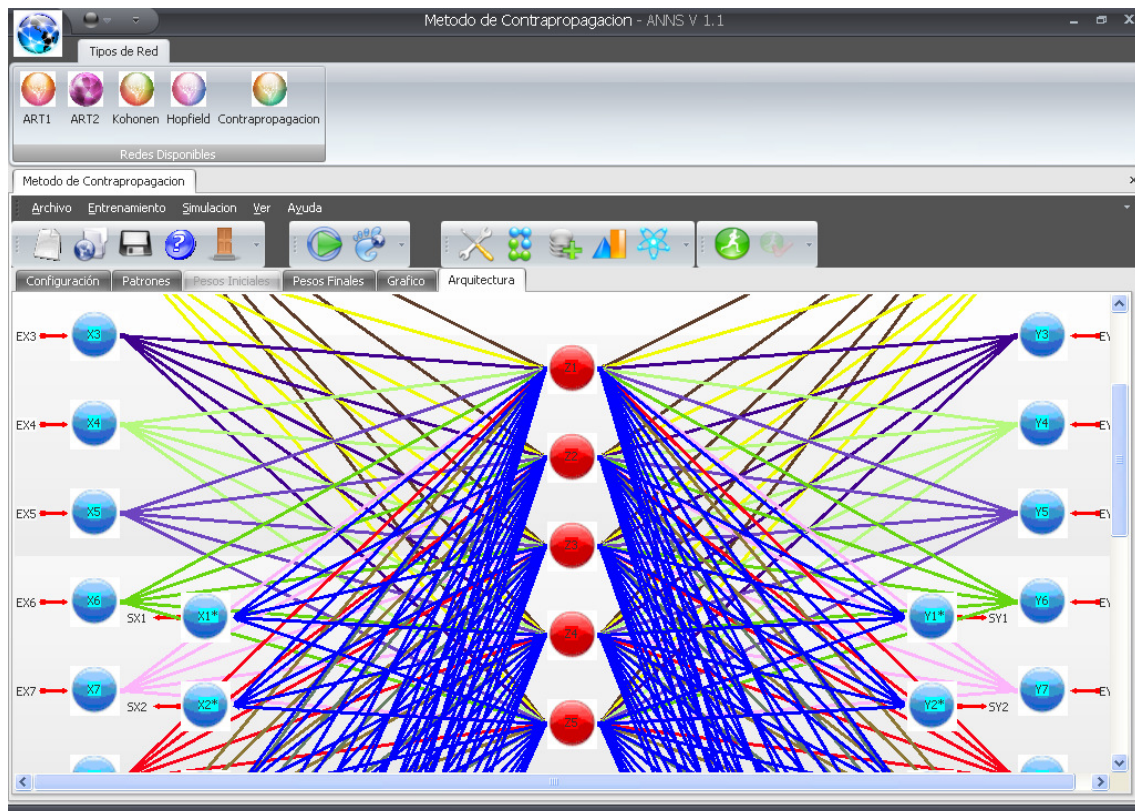 Metodo de Contrapropagacion - ANNS V 1.1
Tipos de Red
ART1 ART2 Kohonen Hopfield Contrapropagacion
Redes Disponibles
Metodo de Contrapropagacion
Archivo Entrenamiento Simulacion Ver Ayuda
Configuración Patrones Pesos Iniciales Pesos Finales Grafico Arquitectura
EX3 X3 Y3
Z1
EX4 X4 Y4
Z2
EX5 X5 Y5
Z3
EX6 X6 Y6
SX1 X1* Y1* SY1
Z4
EX7 X7 Y7
SX2 X2* Y2* SY2
Z5